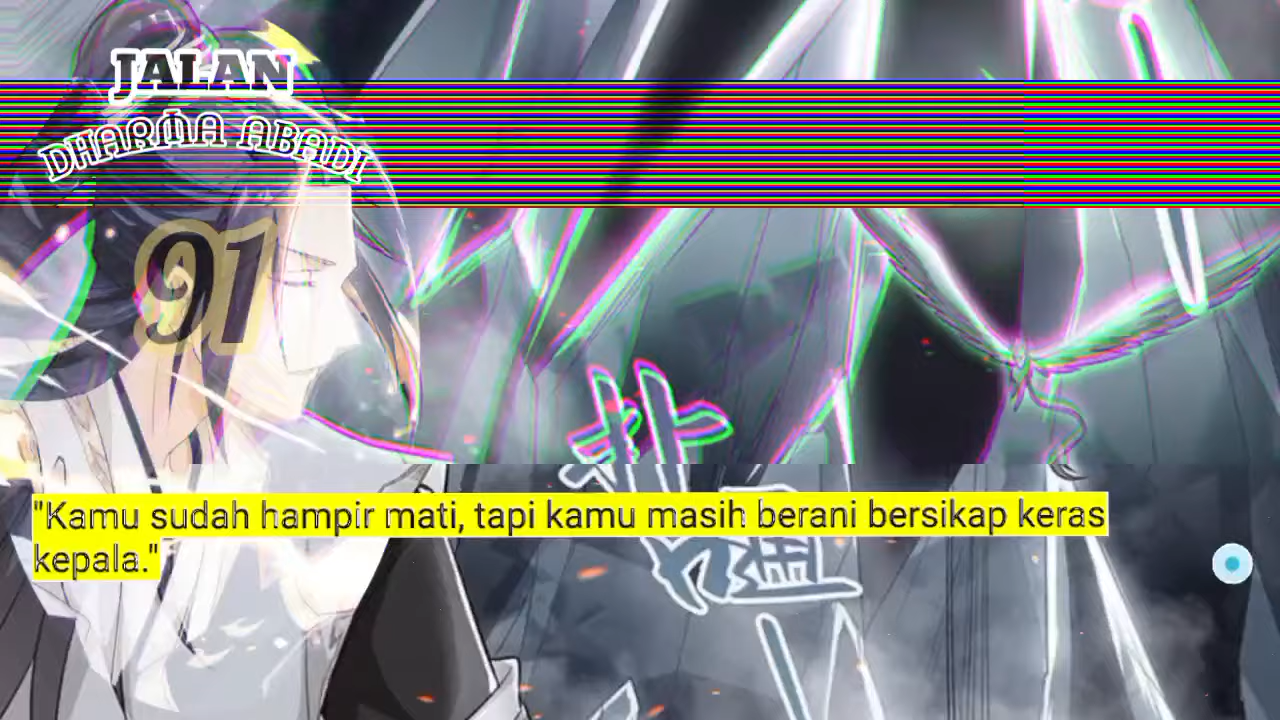 JALAN
DHARMA ABADI
91
"Kamu sudah hampir mati, tapi kamu masih berani bersikap keras
kepala."